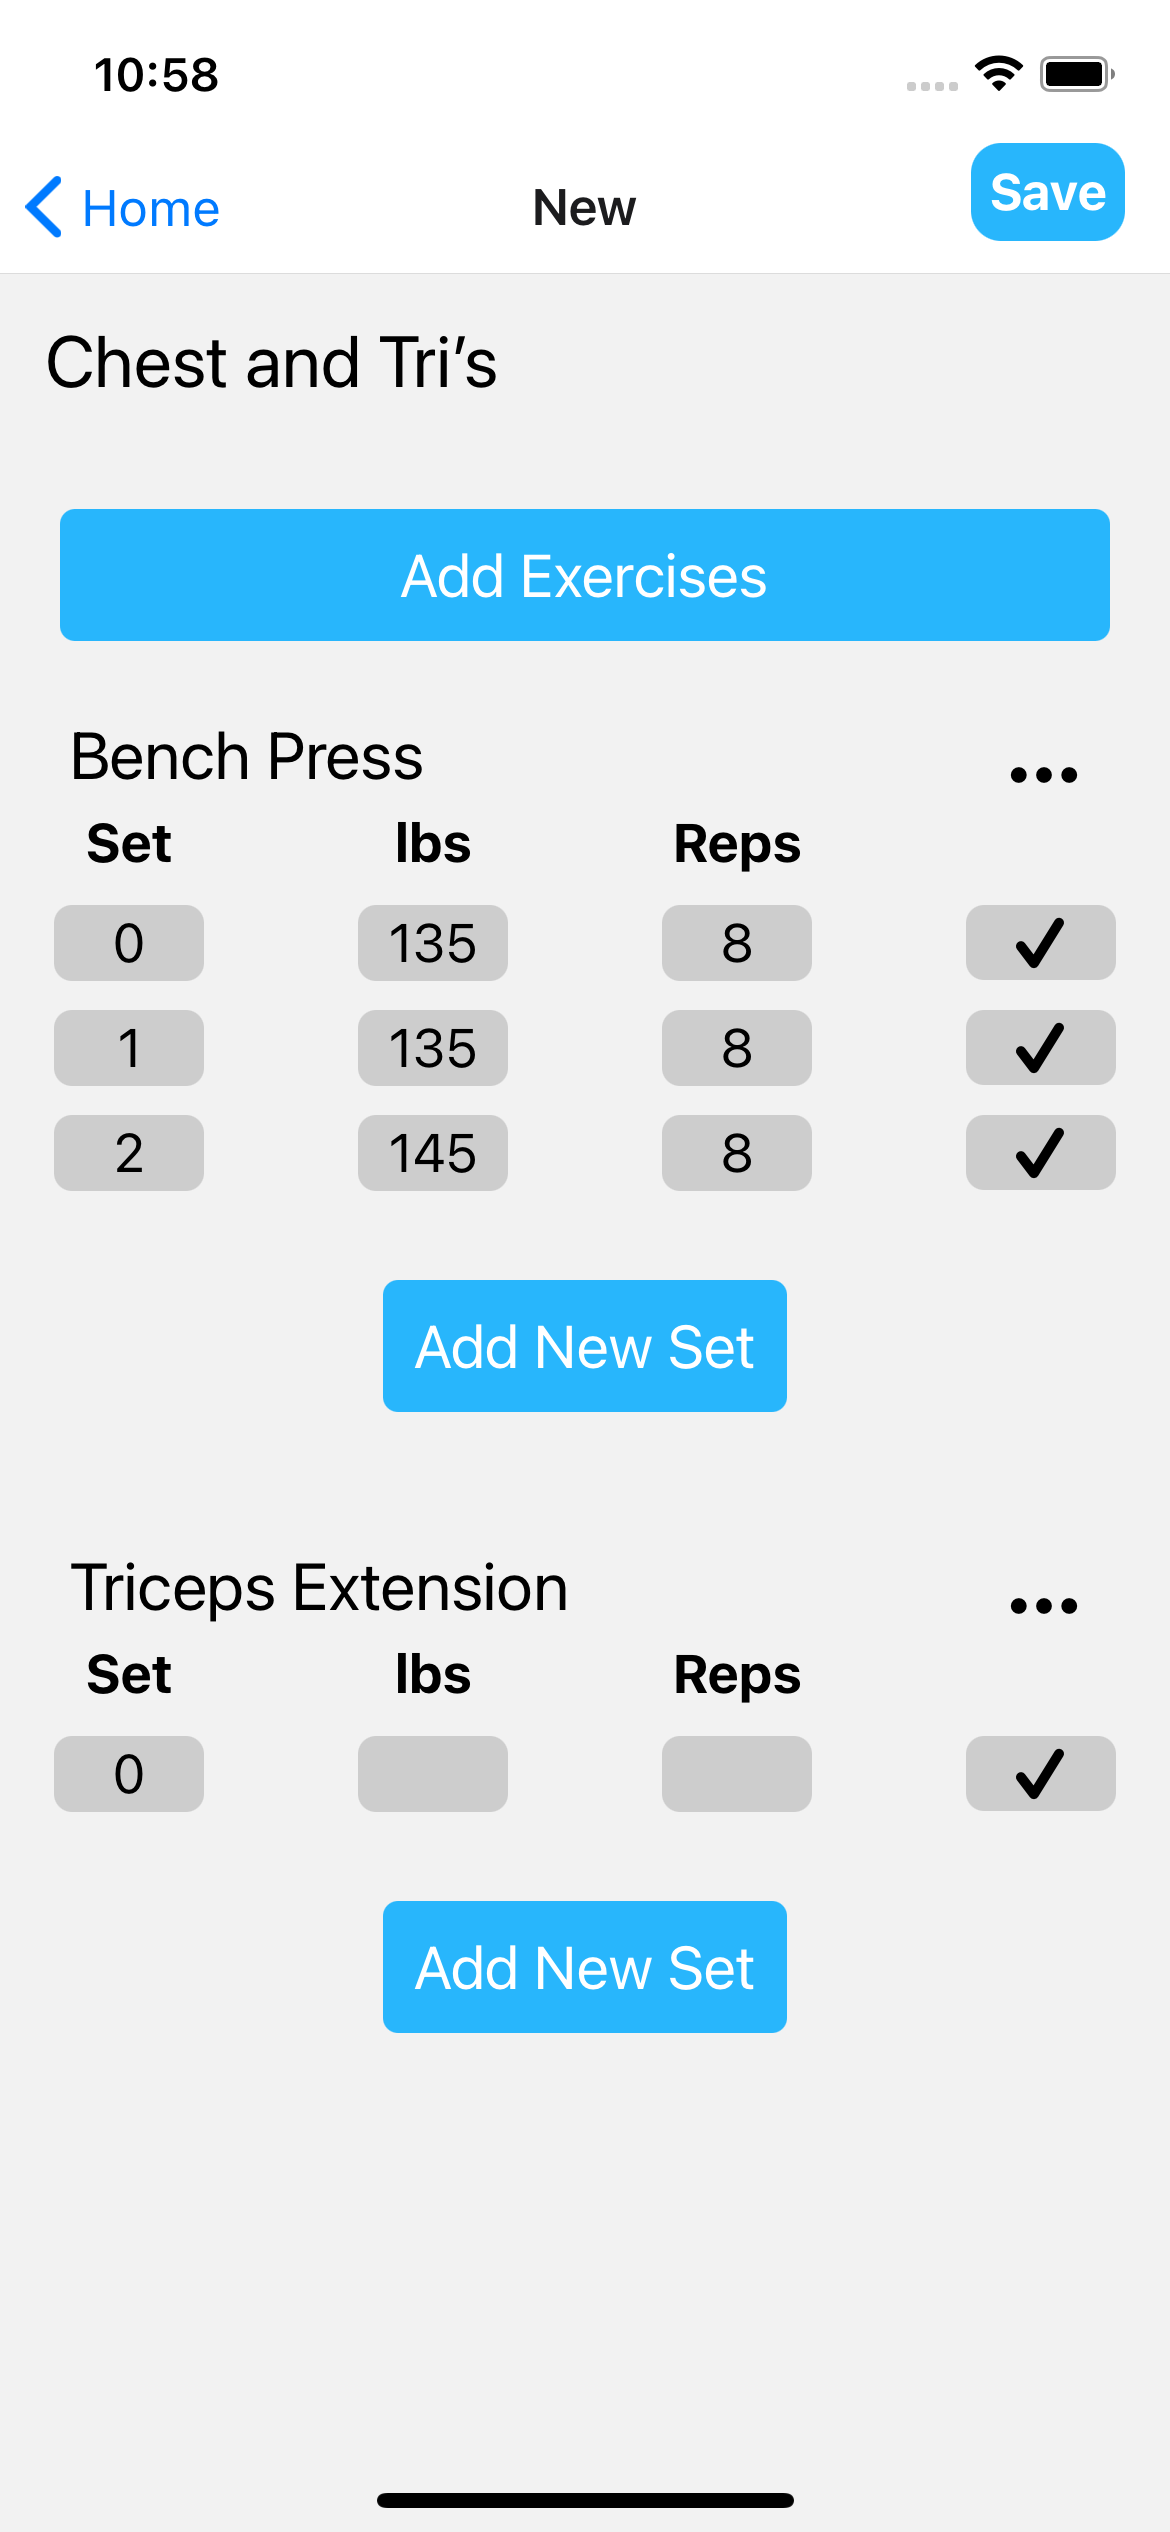 10:58
Home New Save
Chest and Tri’s
Add Exercises
Bench Press
Set lbs Reps
0 135 8
1 135 8
2 145 8
Add New Set
Triceps Extension
Set lbs Reps
0
Add New Set